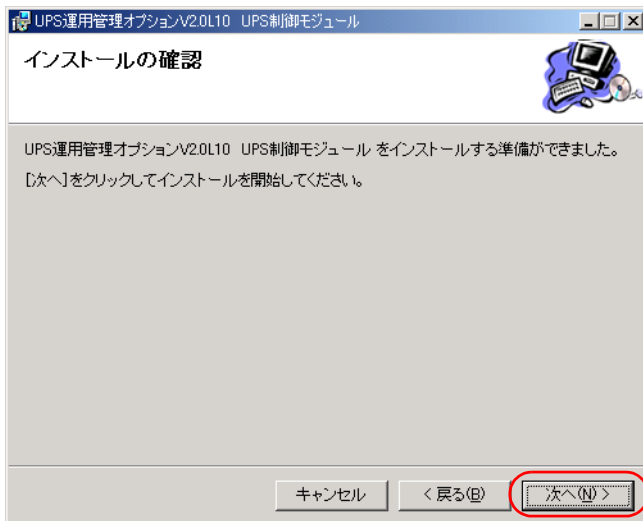 UPS運用管理オプションV2.0L10 UPS制御モジュール
インストールの確認
UPS運用管理オプションV2.0L10 UPS制御モジュール をインストールする準備ができました。
[次へ]をクリックしてインストールを開始してください。
キャンセル
< 戻る(B)
次へ(N) >